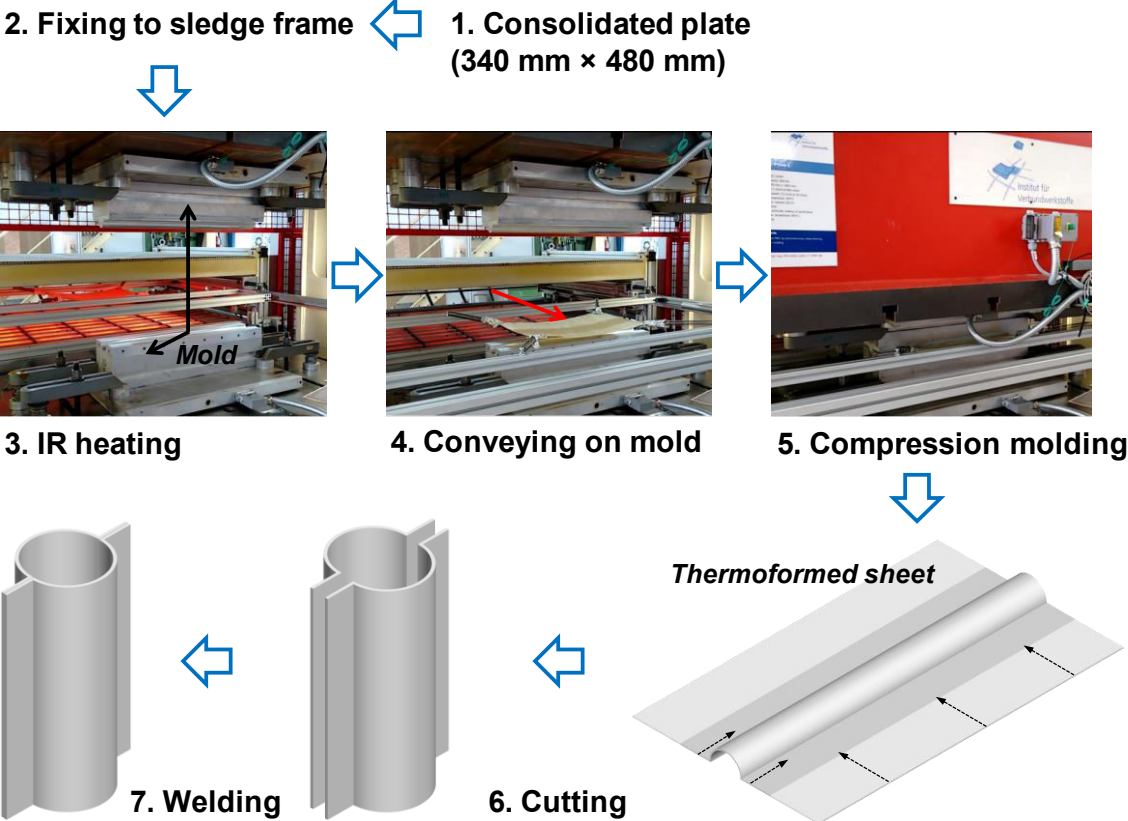 2. Fixing to sledge frame
1. Consolidated plate
(340 mm × 480 mm)
Mold
Institut für
Verbundwerkstoffe
3. IR heating
4. Conveying on mold
5. Compression molding
Thermoformed sheet
7. Welding
6. Cutting